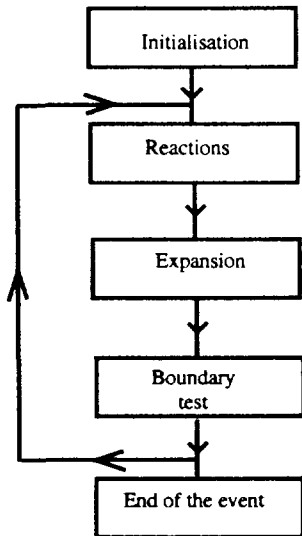 Initialisation
Reactions
Expansion
Boundary
test
End of the event